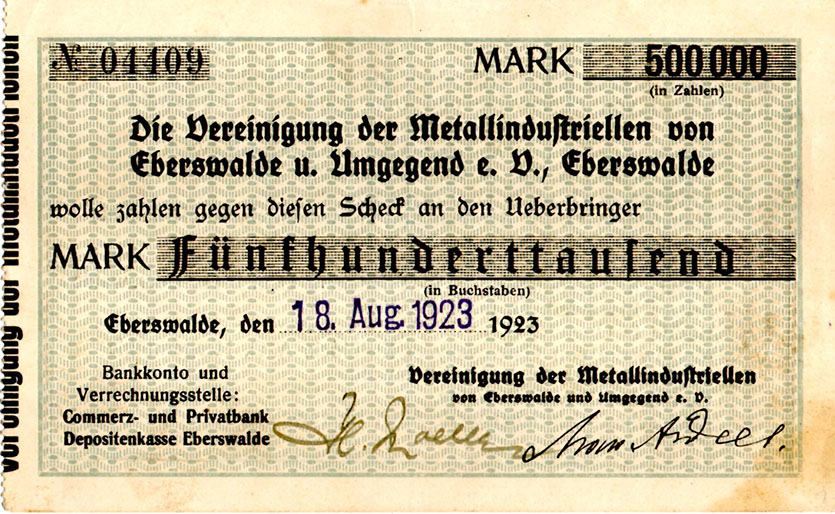 № 04409
MARK 500000
(in Zahlen)
Die Vereinigung der Metallindustriellen von
Eberswalde u. Umgegend e. V., Eberswalde
wolle zahlen gegen diesen Scheck an den Ueberbringer
MARK Fünfhunderttausend
(in Buchstaben)
Eberswalde, den 18. Aug. 1923 1923
Bankkonto und
Verrechnungsstelle:
Commerz- und Privatbank
Depositenkasse Eberswalde
Vereinigung der Metallindustriellen
von Eberswalde und Umgegend e. V.